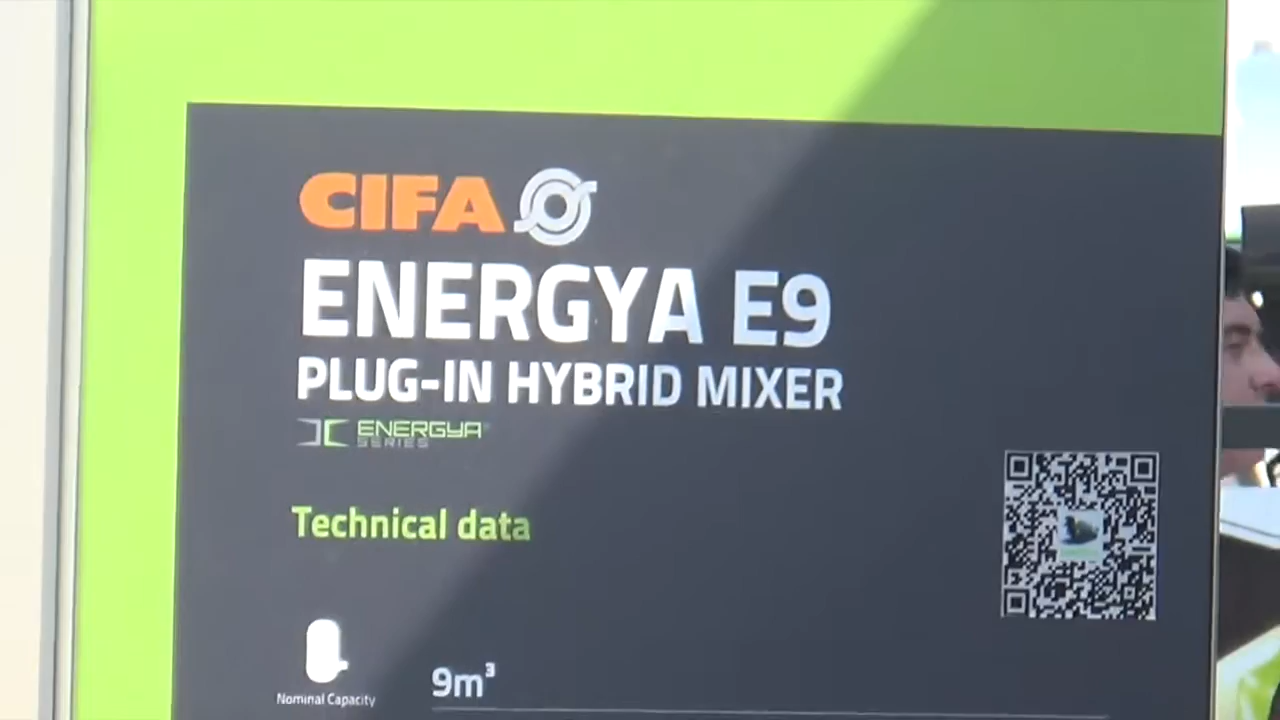 CIFA
ENERGYA E9
PLUG-IN HYBRID MIXER
ENERGYA
SERIES
Technical data
9m³
Nominal Capacity